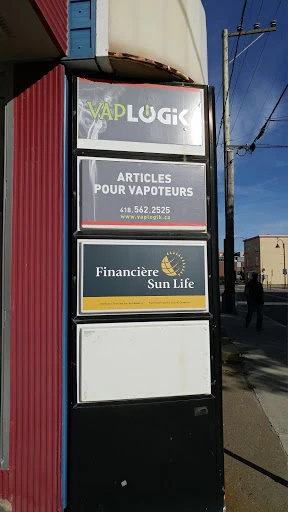 VAPLOGIK
ARTICLES
POUR VAPOTEURS
418.562.2525
www.vaplogik.ca
Financière
Sun Life